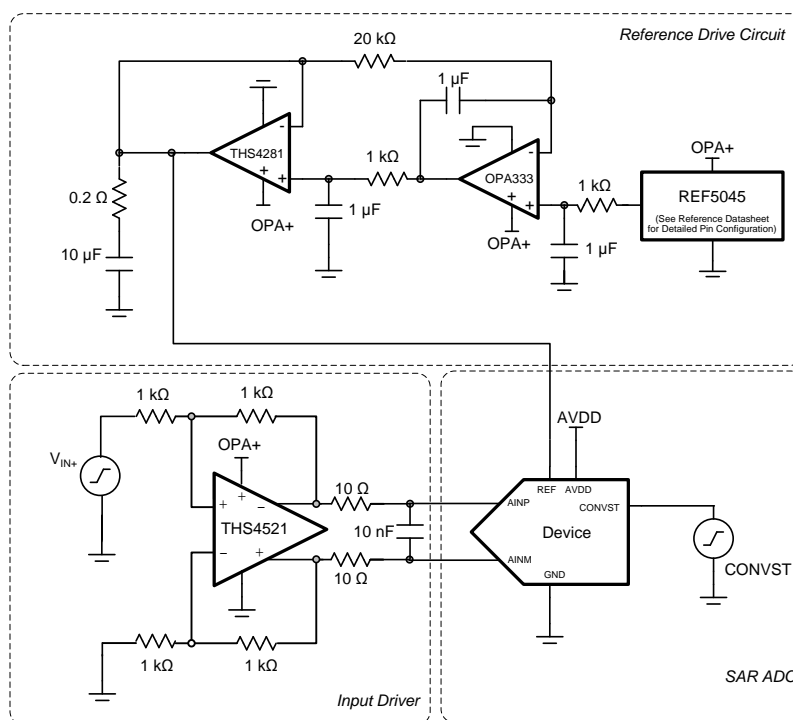 Reference Drive Circuit
20 kΩ
1 µF
-
THS4281
+
+
OPA+
1 kΩ
1 µF
-
OPA333
+
+
OPA+
1 kΩ
1 µF
OPA+
REF5045
(See Reference Datasheet
for Detailed Pin Configuration)
0.2 Ω
10 µF
1 kΩ
1 kΩ
VIN+
OPA+
+
+
−
THS4521
−
+
10 Ω
10 nF
10 Ω
1 kΩ
1 kΩ
Input Driver
AVDD
REF
AVDD
AINP
CONVST
Device
AINM
GND
CONVST
SAR ADC